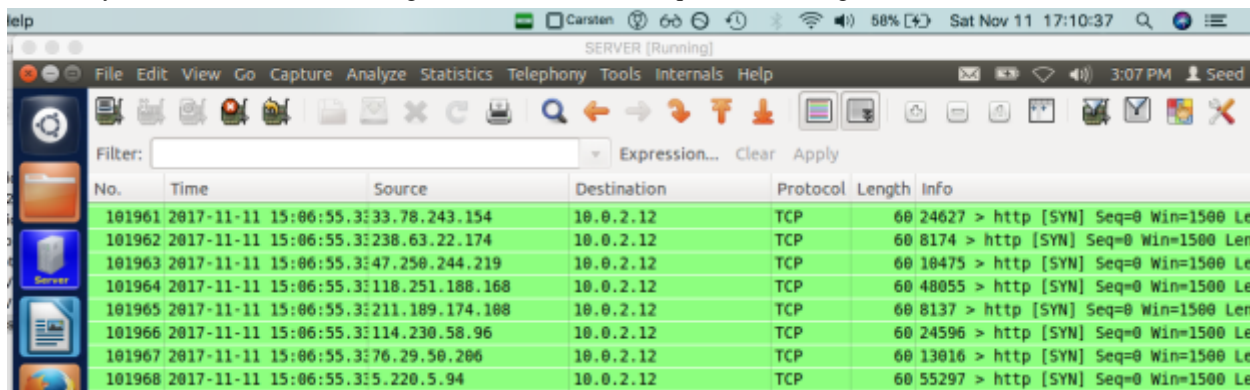 Help Carsten 58% Sat Nov 11 17:10:37
SERVER [Running]
File Edit View Go Capture Analyze Statistics Telephony Tools Internals Help 3:07 PM Seed
Filter: Expression... Clear Apply
No. Time Source Destination Protocol Length Info
101961 2017-11-11 15:06:55.33 33.78.243.154 10.0.2.12 TCP 60 24627 > http [SYN] Seq=0 Win=1500 Le
101962 2017-11-11 15:06:55.33 238.63.22.174 10.0.2.12 TCP 60 8174 > http [SYN] Seq=0 Win=1500 Len
101963 2017-11-11 15:06:55.33 47.250.244.219 10.0.2.12 TCP 60 10475 > http [SYN] Seq=0 Win=1500 Le
101964 2017-11-11 15:06:55.33 118.251.188.168 10.0.2.12 TCP 60 48055 > http [SYN] Seq=0 Win=1500 Le
Server
101965 2017-11-11 15:06:55.33 211.189.174.108 10.0.2.12 TCP 60 8137 > http [SYN] Seq=0 Win=1500 Len
101966 2017-11-11 15:06:55.33 114.230.58.96 10.0.2.12 TCP 60 24596 > http [SYN] Seq=0 Win=1500 Le
101967 2017-11-11 15:06:55.33 76.29.50.206 10.0.2.12 TCP 60 13016 > http [SYN] Seq=0 Win=1500 Le
101968 2017-11-11 15:06:55.33 5.220.5.94 10.0.2.12 TCP 60 55297 > http [SYN] Seq=0 Win=1500 Le